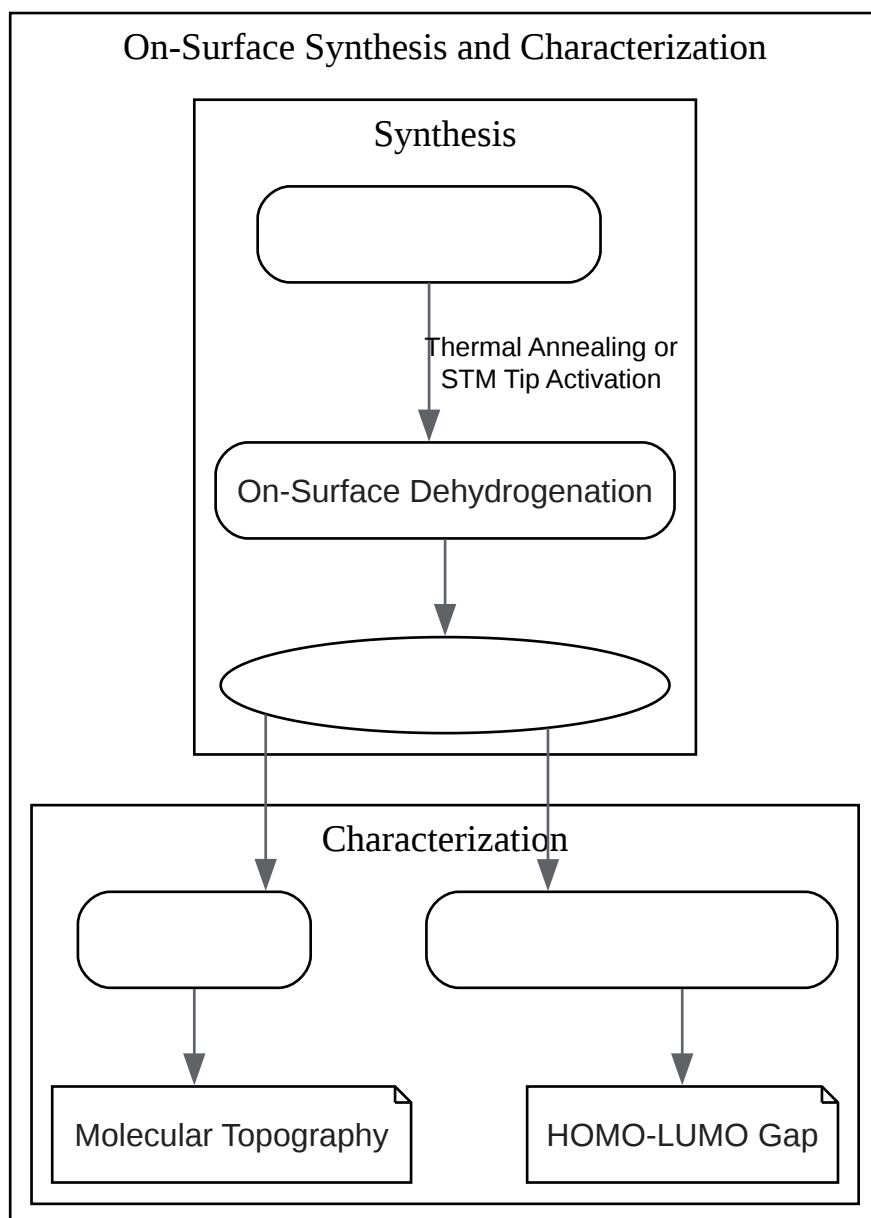 On-Surface Synthesis and Characterization
Synthesis
Thermal Annealing or
STM Tip Activation
On-Surface Dehydrogenation
Characterization
Molecular Topography
HOMO-LUMO Gap